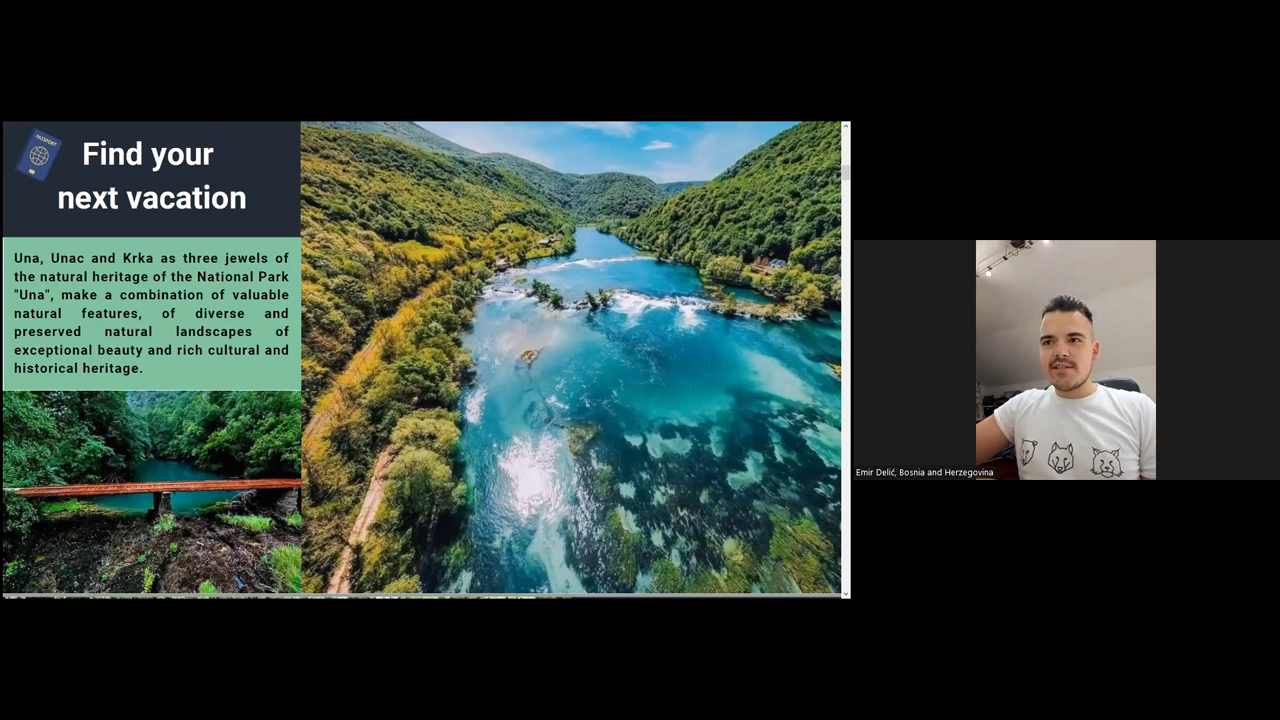 PASSPORT
Find your
next vacation
Una, Unac and Krka as three jewels of
the natural heritage of the National Park
"Una", make a combination of valuable
natural features, of diverse and
preserved natural landscapes of
exceptional beauty and rich cultural and
historical heritage.
Emir Delić, Bosnia and Herzegovina